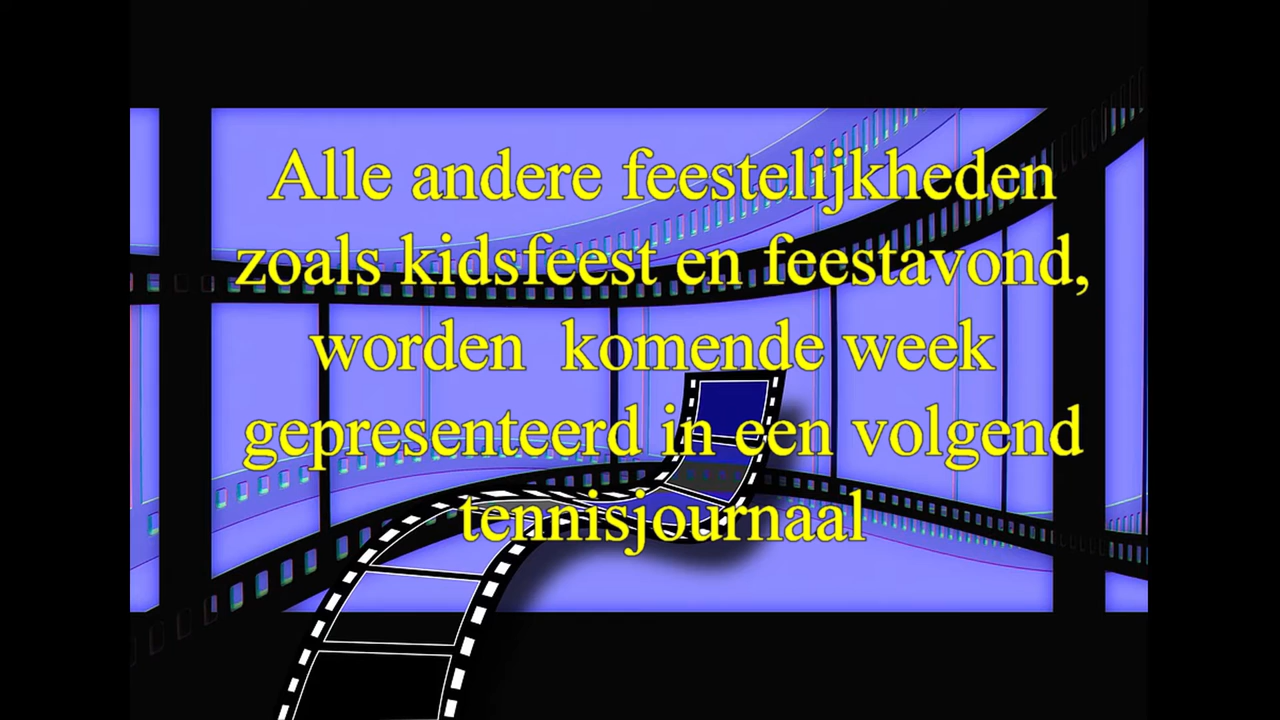 Alle andere feestelijkheden
zoals kidsfeest en feestavond,
worden  komende week
gepresenteerd in een volgend
tennisjournaal